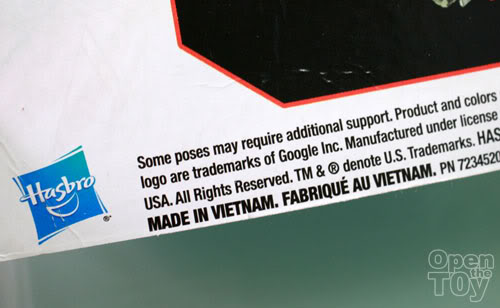 Some poses may require additional support. Product and colors
logo are trademarks of Google Inc. Manufactured under license
USA. All Rights Reserved. TM & ® denote U.S. Trademarks. HAS
MADE IN VIETNAM. FABRIQUÉ AU VIETNAM. PN 7234520
Hasbro
®
Open
the
TOY